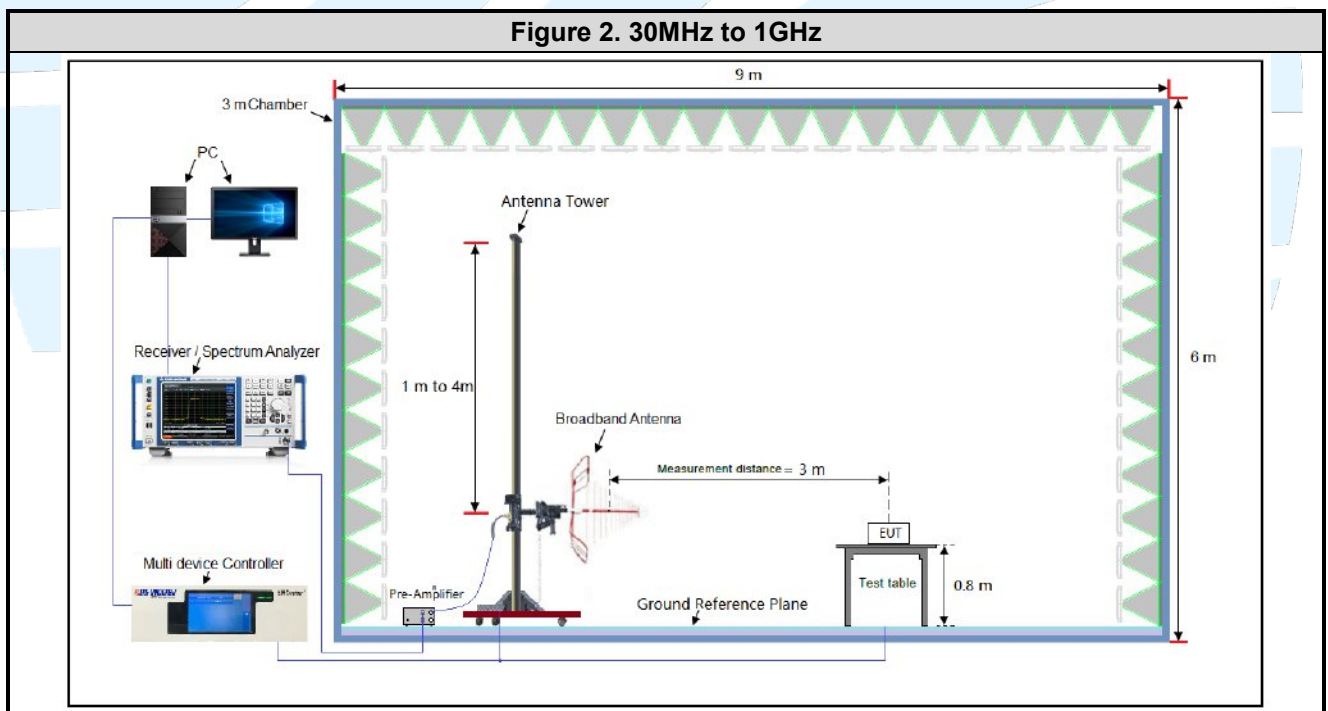 Figure 2. 30MHz to 1GHz
9 m
3 m Chamber
PC
Antenna Tower
Receiver / Spectrum Analyzer
6 m
1 m to 4m
Broadband Antenna
Measurement distance = 3 m
EUT
Multi device Controller
Test table
0.8 m
Pre-Amplifier
Ground Reference Plane